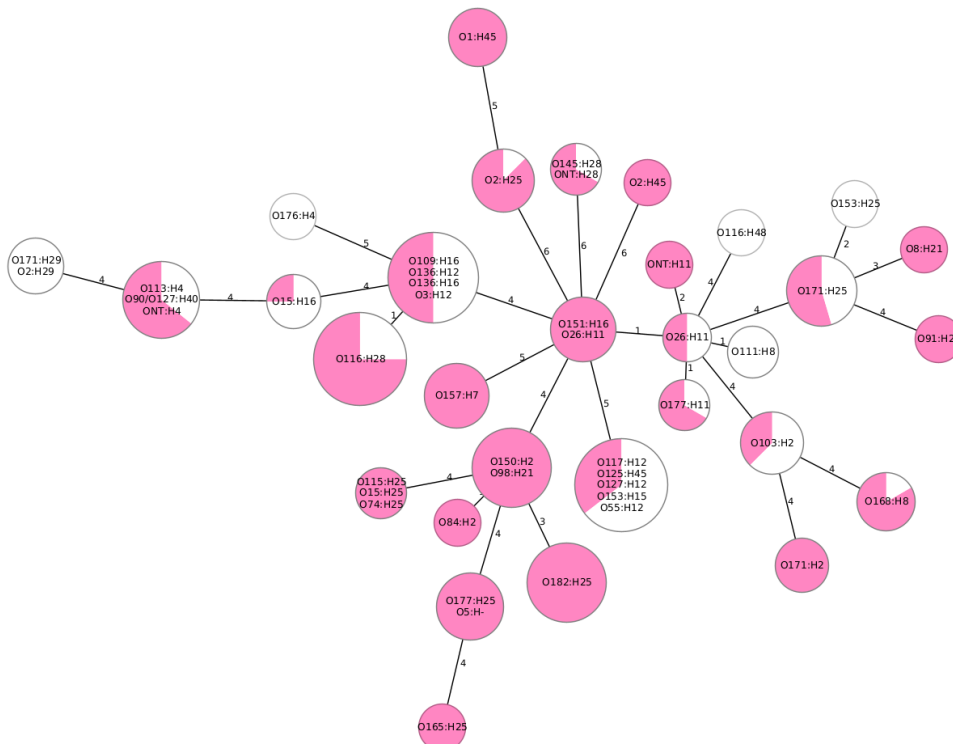 O1:H45
5
O2:H25
O145:H28
ONT:H28
O2:H45
O176:H4
O116:H48
O153:H25
O8:H21
6
6
6
5
4
2
2
3
O171:H29
O2:H29
4
O113:H4
O90/O127:H40
ONT:H4
4
O15:H16
4
O109:H16
O136:H12
O136:H16
O3:H12
4
ONT:H11
4
O171:H25
4
1
O116:H28
O151:H16
O26:H11
1
O26:H11
1
O111:H8
O91:H2
5
O157:H7
4
5
1
O177:H11
4
O150:H2
O98:H21
O117:H12
O125:H45
O127:H12
O153:H15
O55:H12
O103:H2
4
O168:H8
4
O115:H25
O15:H25
O74:H25
4
O84:H2
4
3
O171:H2
O182:H25
O177:H25
O5:H-
4
O165:H25